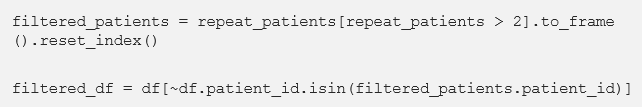 filtered_patients = repeat_patients[repeat_patients > 2].to_frame
().reset_index()
filtered_df = df[~df.patient_id.isin(filtered_patients.patient_id)]